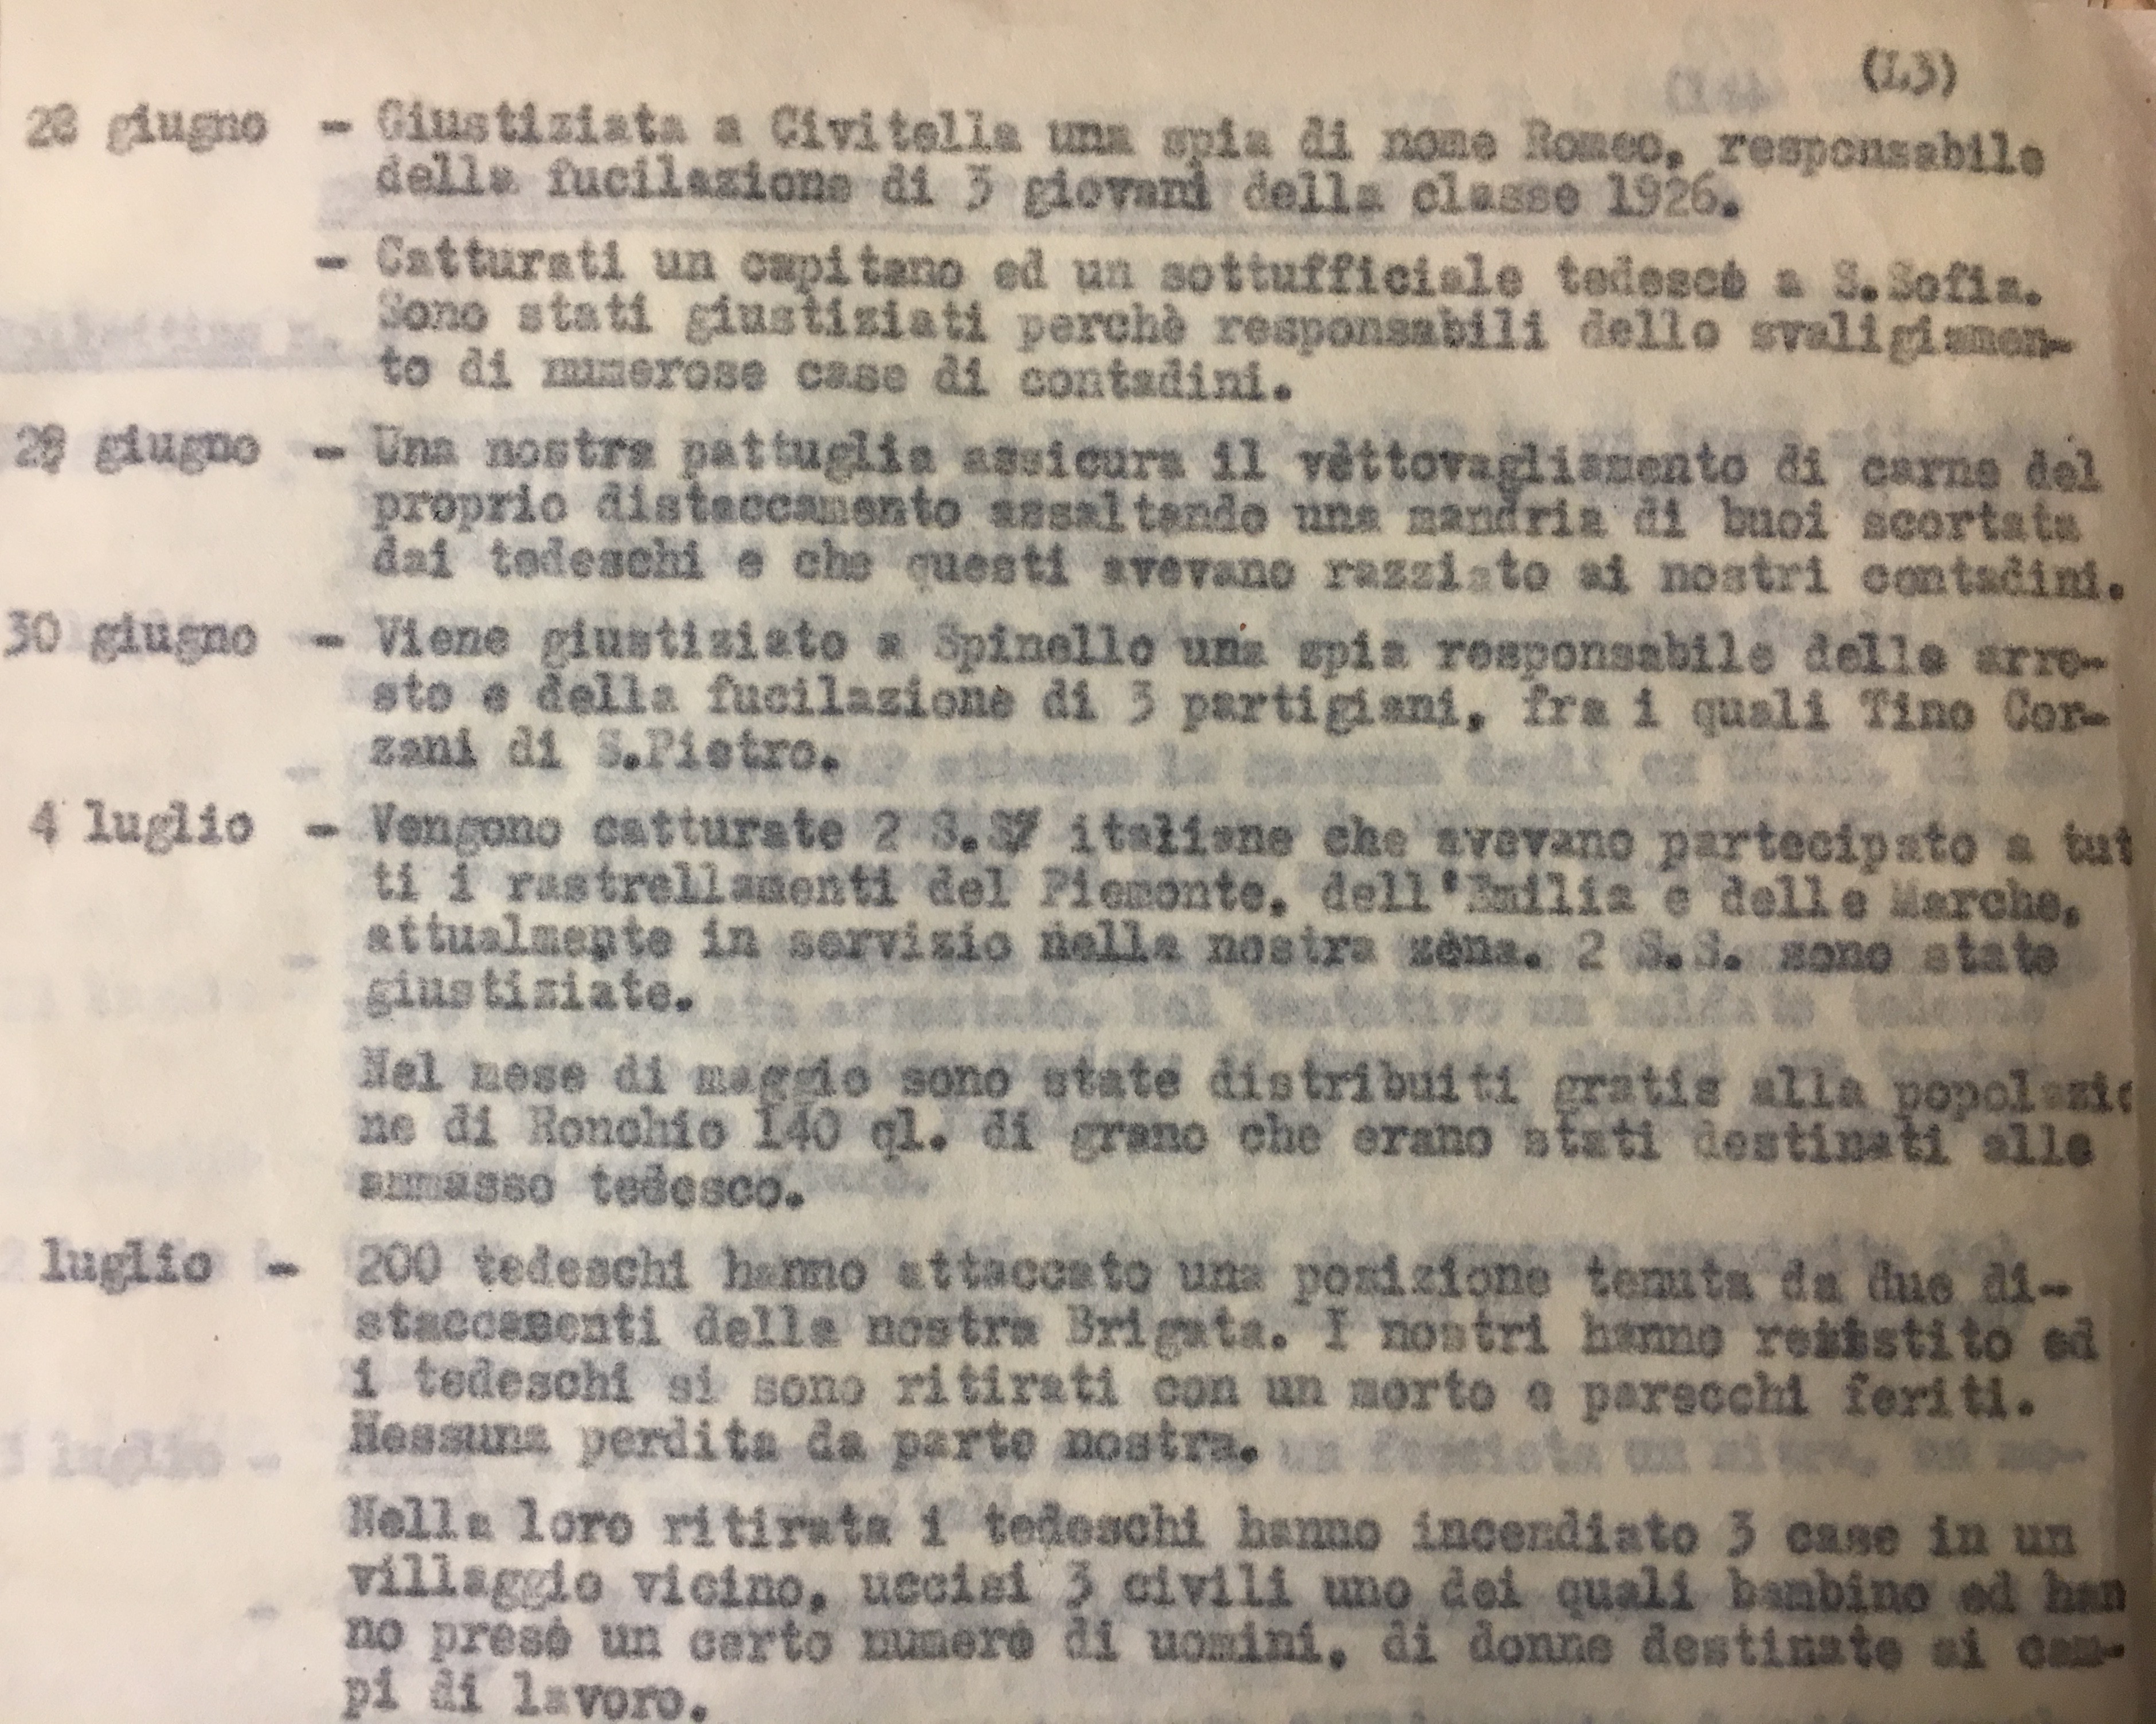 (13)
28 giugno - Giustiziata a Civitella una spia di nome Romeo, responsabile
della fucilazione di 3 giovani della classe 1926.
- Catturati un capitano ed un sottufficiale tedesco a S.Sofia.
Sono stati giustiziati perchè responsabili dello svaligiamen-
to di numerose case di contadini.
29 giugno - Una nostra pattuglia assicura il vettovagliamento di carne del
proprio distaccamento assaltando una mandria di buoi scortata
dai tedeschi e che questi avevano razziato ai nostri contadini.
30 giugno - Viene giustiziato a Spinello una spia responsabile delle arre-
sto e della fucilazione di 3 partigiani, fra i quali Tino Cor-
zani di S.Pietro.
4 luglio - Vengono catturate 2 S.S. italiane che avevano partecipato a tut
ti i rastrellamenti del Piemonte, dell'Emilia e delle Marche,
attualmente in servizio nella nostra zona. 2 S.S. sono state
giustiziate.
Nel mese di maggio sono state distribuiti gratis alla popolazio
ne di Ronchio 140 ql. di grano che erano stati destinati alle
ammasso tedesco.
luglio - 200 tedeschi hanno attaccato una posizione tenuta da due di-
staccamenti della nostra Brigata. I nostri hanno resistito ed
i tedeschi si sono ritirati con un morto e parecchi feriti.
Nessuna perdita da parte nostra.
Nella loro ritirata i tedeschi hanno incendiato 3 case in un
villaggio vicino, uccisi 3 civili uno dei quali bambino ed han
no preso un certo numero di uomini, di donne destinate ai cam-
pi di lavoro.